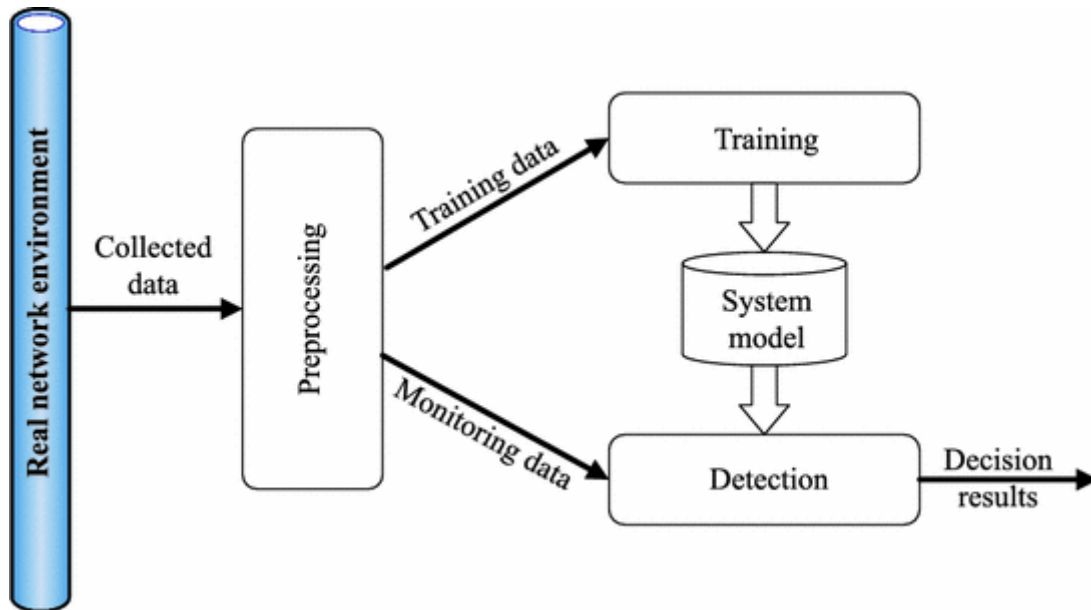 Real network environment
Collected
data
Preprocessing
Training data
Monitoring data
Training
System
model
Detection
Decision
results